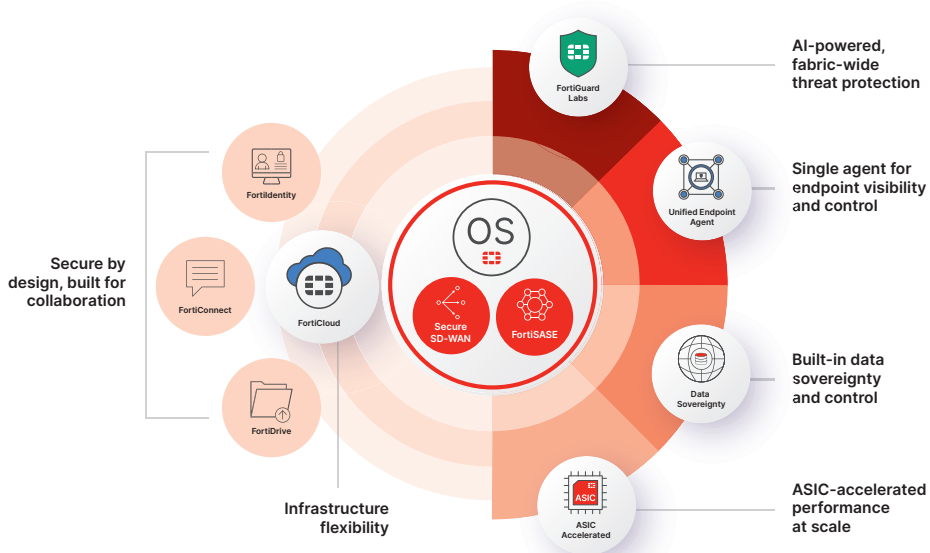 FortiGuard
Labs
AI-powered,
fabric-wide
threat protection
FortiIdentity
Unified Endpoint
Agent
Single agent for
endpoint visibility
and control
OS
Secure by
design, built for
collaboration
FortiConnect
FortiCloud
Secure
SD-WAN
FortiSASE
Data
Sovereignty
Built-in data
sovereignty
and control
FortiDrive
Infrastructure
flexibility
ASIC
ASIC
Accelerated
ASIC-accelerated
performance
at scale